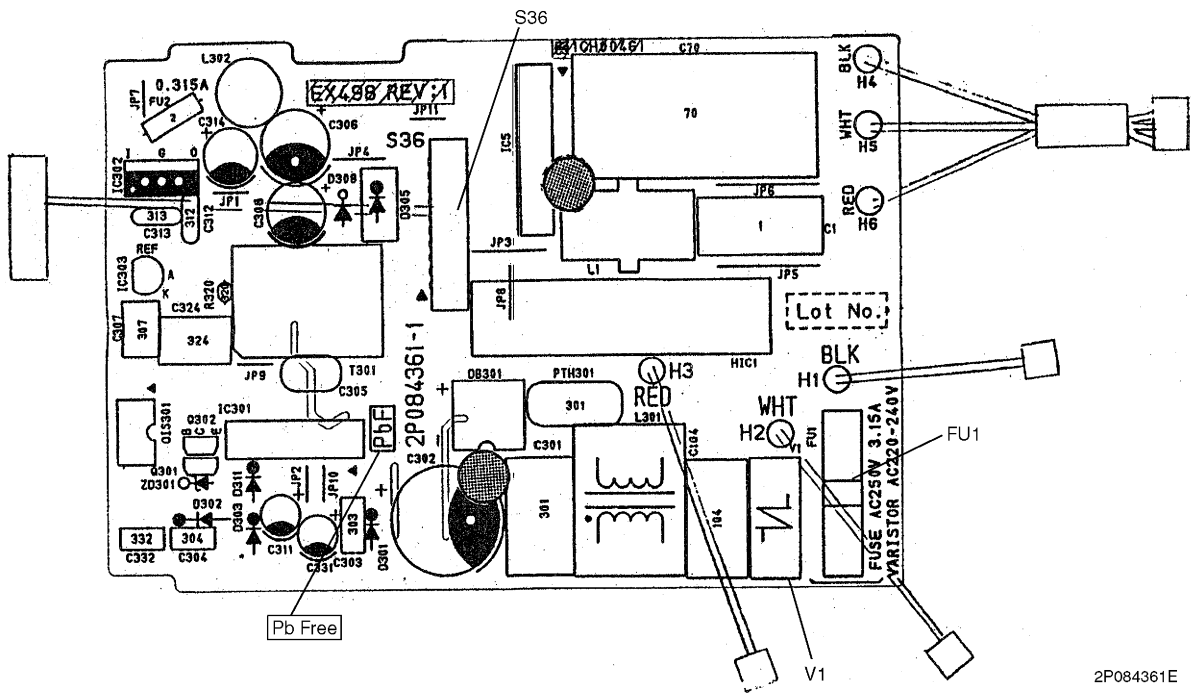 S36
L302
JP7
0.315A
FU2
2
EX498 REV:1
JP11
C314
C306
S36
JP4
I G O
IC302
D308
D305
JP1
C308
313
312
C312
C313
REF
IC303
A
K
R320
C307
307
C324
324
JP9
T301
C305
2P084361-1
IC5
C70
70
JP6
1
C1
JP5
JP3
L1
JP8
HIC1
BLK
H4
WHT
H5
RED
H6
Lot No.
BLK
H1
H3
RED
L301
WHT
H2
V1
FU1
FU1
FUSE AC250V 3.15A
VARISTOR AC220-240V
DB301
PTH301
301
C301
301
C104
104
C302
PbF
IC301
Q302
B C E
Q301
ZD301
D311
JP2
JP10
D302
D303
332
C332
304
C304
C311
C331
303
C303
D301
Pb Free
V1
2P084361E